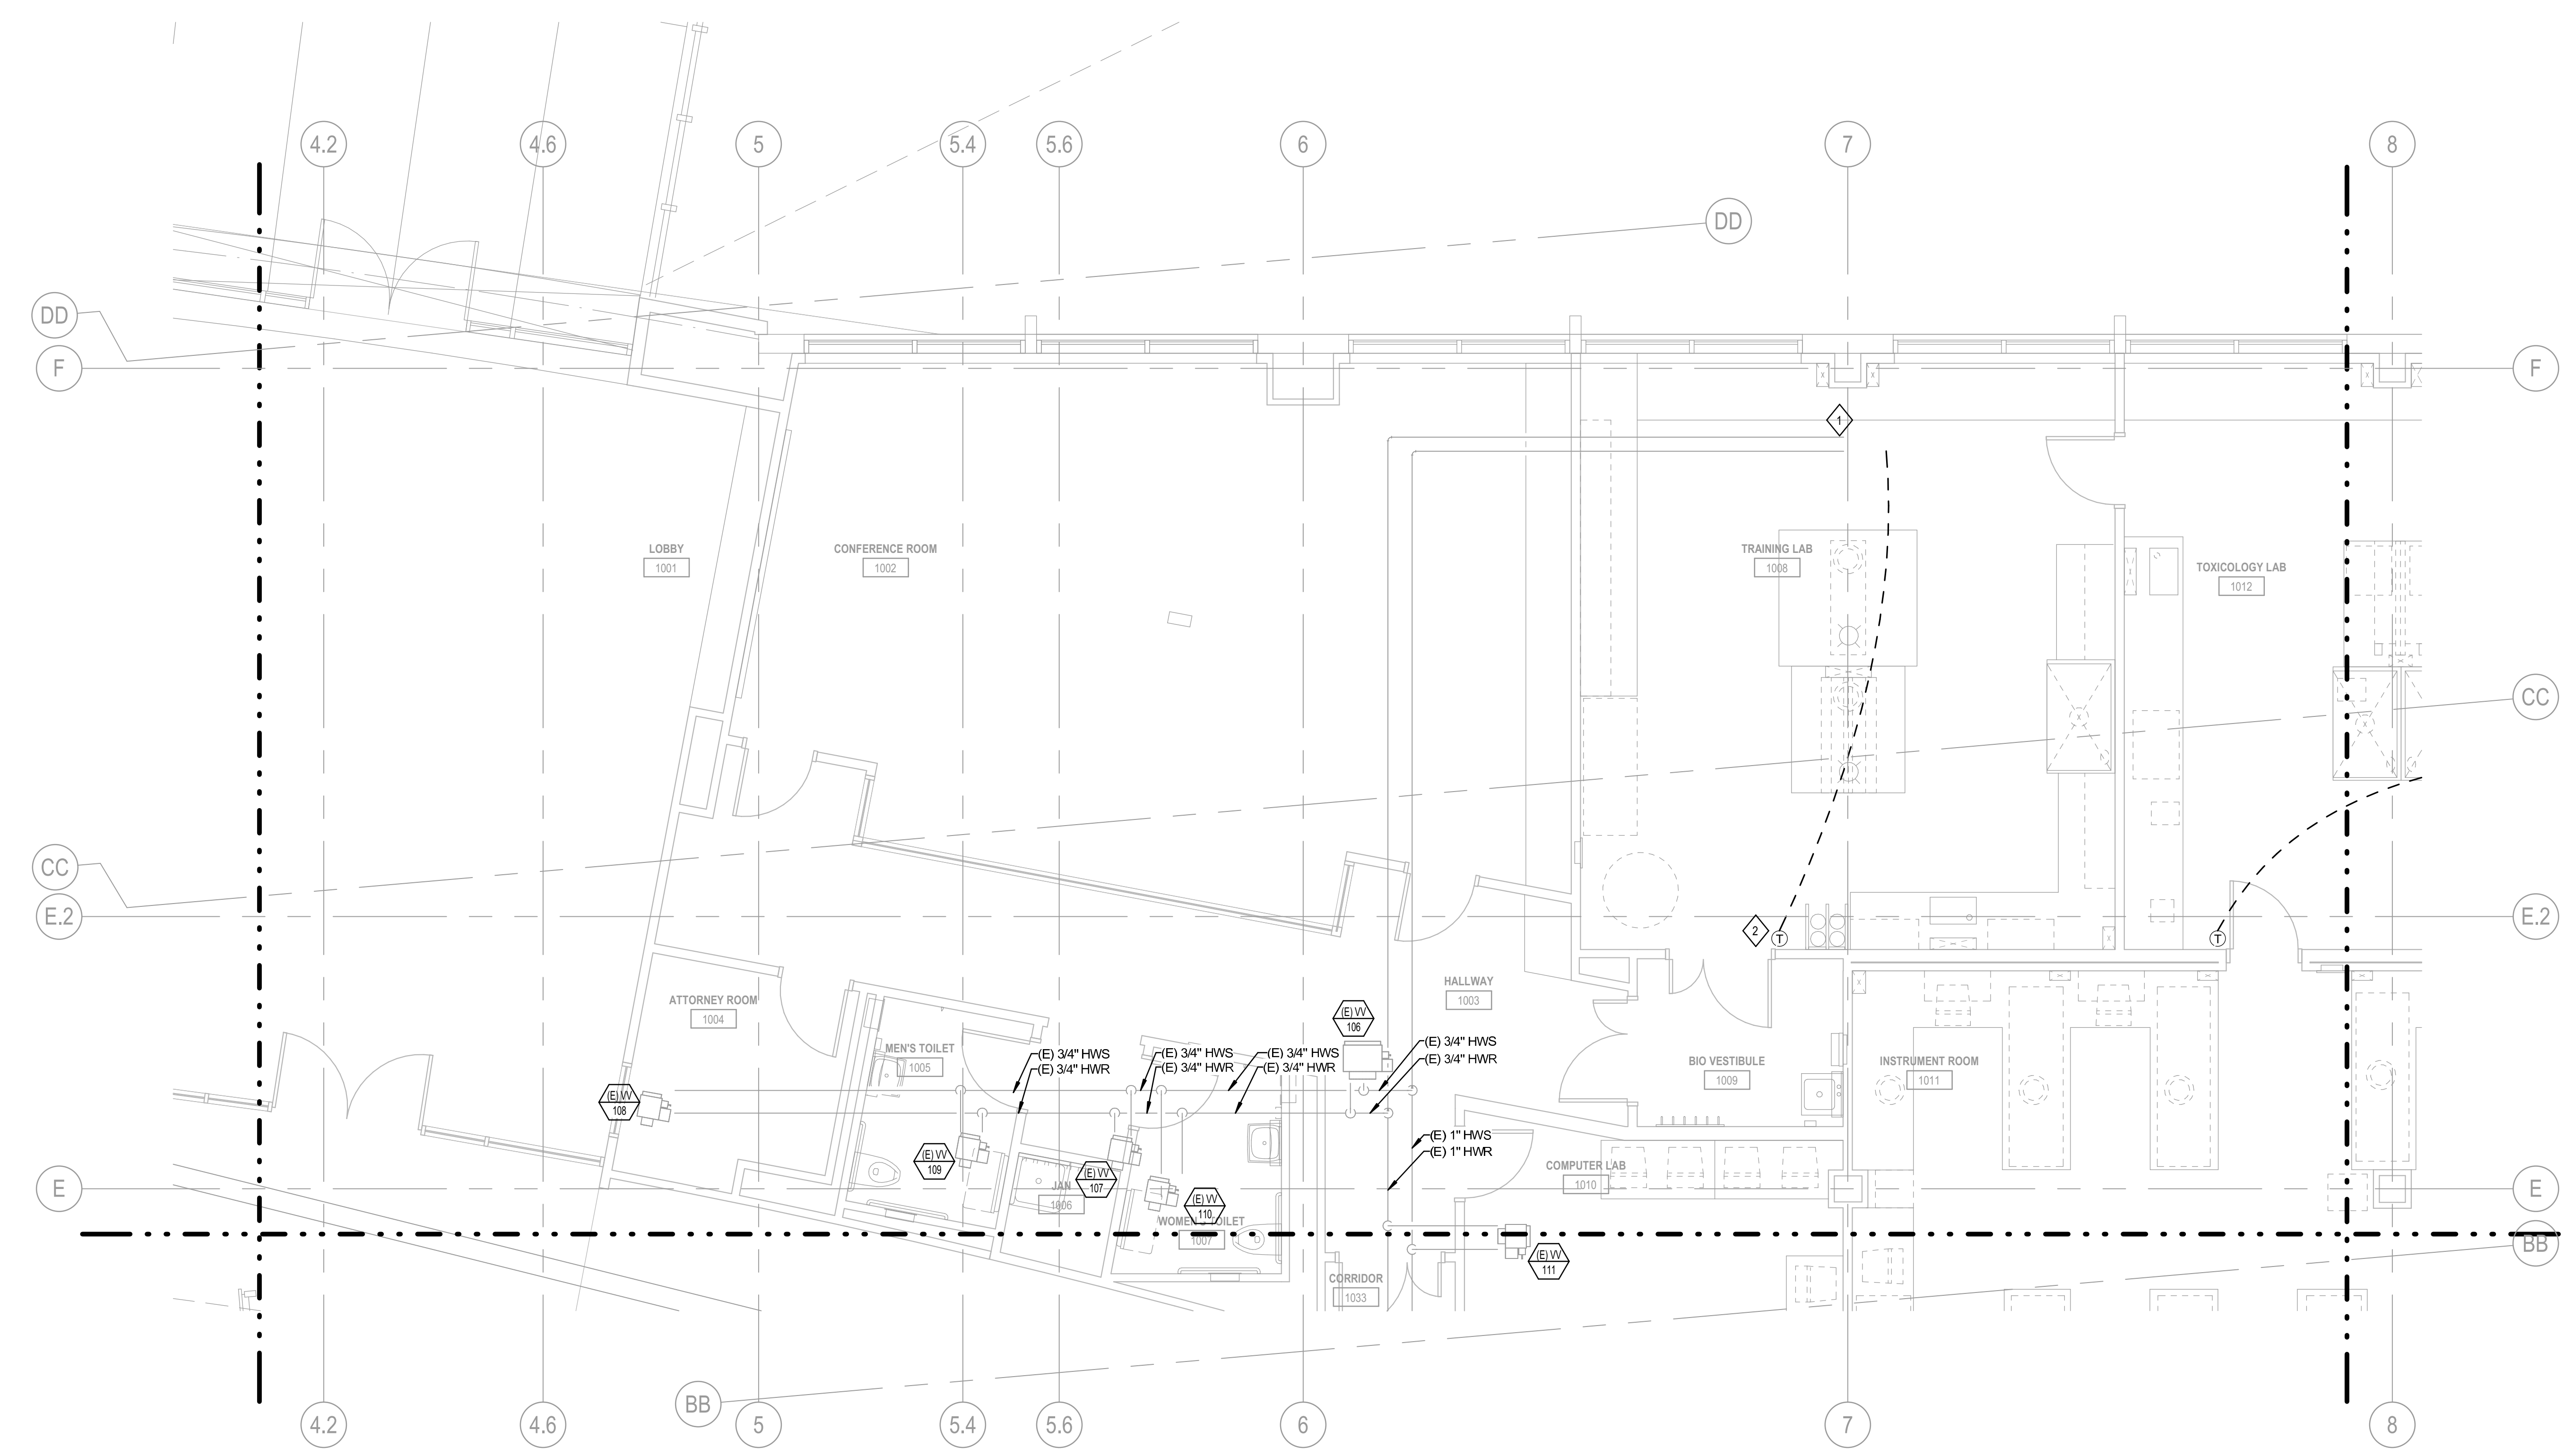 4.2
4.6
5
5.4
5.6
6
7
8
DD
DD
F
F
1
LOBBY
1001
CONFERENCE ROOM
1002
TRAINING LAB
1008
TOXICOLOGY LAB
1012
CC
CC
E.2
E.2
2
T
T
ATTORNEY ROOM
1004
HALLWAY
1003
(E) VV
106
MEN'S TOILET
1005
(E) 3/4" HWS
(E) 3/4" HWR
(E) 3/4" HWS
(E) 3/4" HWR
(E) 3/4" HWS
(E) 3/4" HWR
(E) 3/4" HWS
(E) 3/4" HWR
BIO VESTIBULE
1009
INSTRUMENT ROOM
1011
(E) VV
108
(E) 1" HWS
(E) 1" HWR
(E) VV
109
(E) VV
107
JAN
1006
COMPUTER LAB
1010
E
E
(E) VV
110
WOMEN'S TOILET
1007
BB
(E) VV
111
CORRIDOR
1033
BB
4.2
4.6
5
5.4
5.6
6
7
8